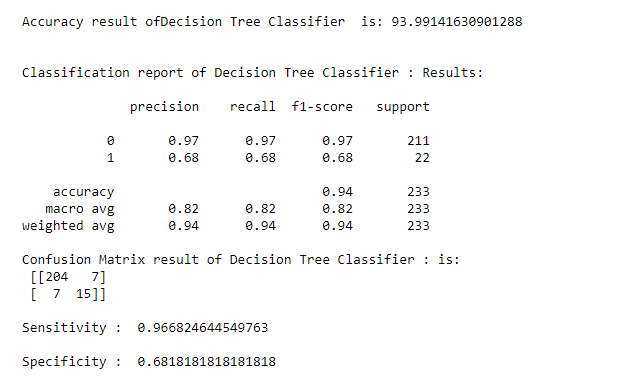 Accuracy result ofDecision Tree Classifier  is: 93.99141630901288
Classification report of Decision Tree Classifier : Results:
precision    recall  f1-score   support
0       0.97      0.97      0.97       211
1       0.68      0.68      0.68        22
accuracy                           0.94       233
macro avg       0.82      0.82      0.82       233
weighted avg       0.94      0.94      0.94       233
Confusion Matrix result of Decision Tree Classifier : is:
[[204   7]
[  7  15]]
Sensitivity :  0.966824644549763
Specificity :  0.6818181818181818